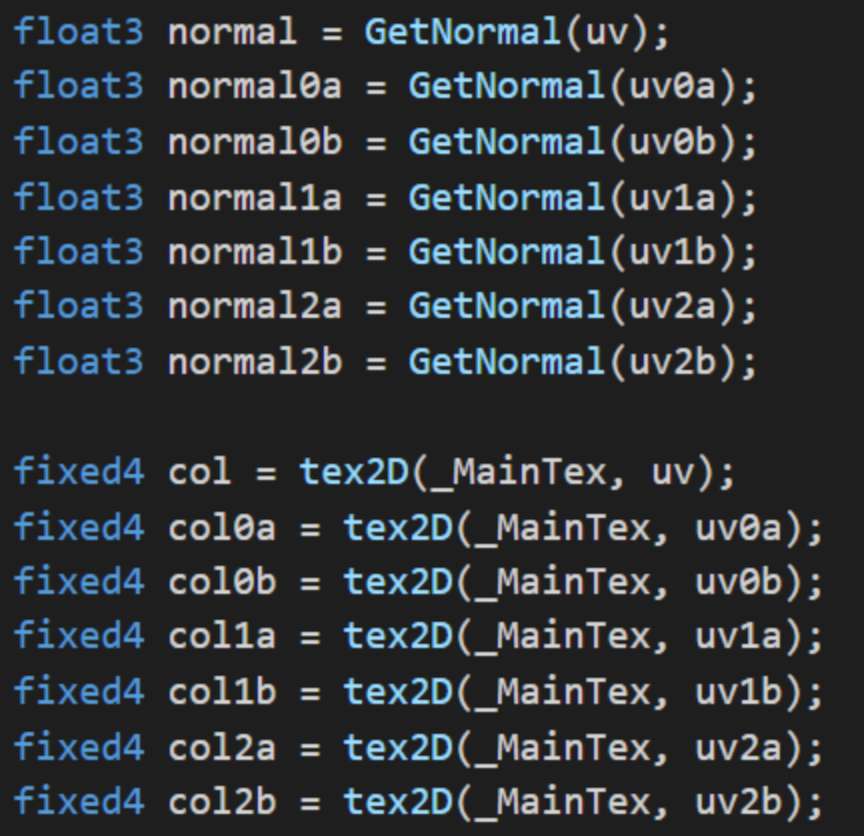 float3 normal = GetNormal(uv);
float3 normal0a = GetNormal(uv0a);
float3 normal0b = GetNormal(uv0b);
float3 normal1a = GetNormal(uv1a);
float3 normal1b = GetNormal(uv1b);
float3 normal2a = GetNormal(uv2a);
float3 normal2b = GetNormal(uv2b);
fixed4 col = tex2D(_MainTex, uv);
fixed4 col0a = tex2D(_MainTex, uv0a);
fixed4 col0b = tex2D(_MainTex, uv0b);
fixed4 col1a = tex2D(_MainTex, uv1a);
fixed4 col1b = tex2D(_MainTex, uv1b);
fixed4 col2a = tex2D(_MainTex, uv2a);
fixed4 col2b = tex2D(_MainTex, uv2b);